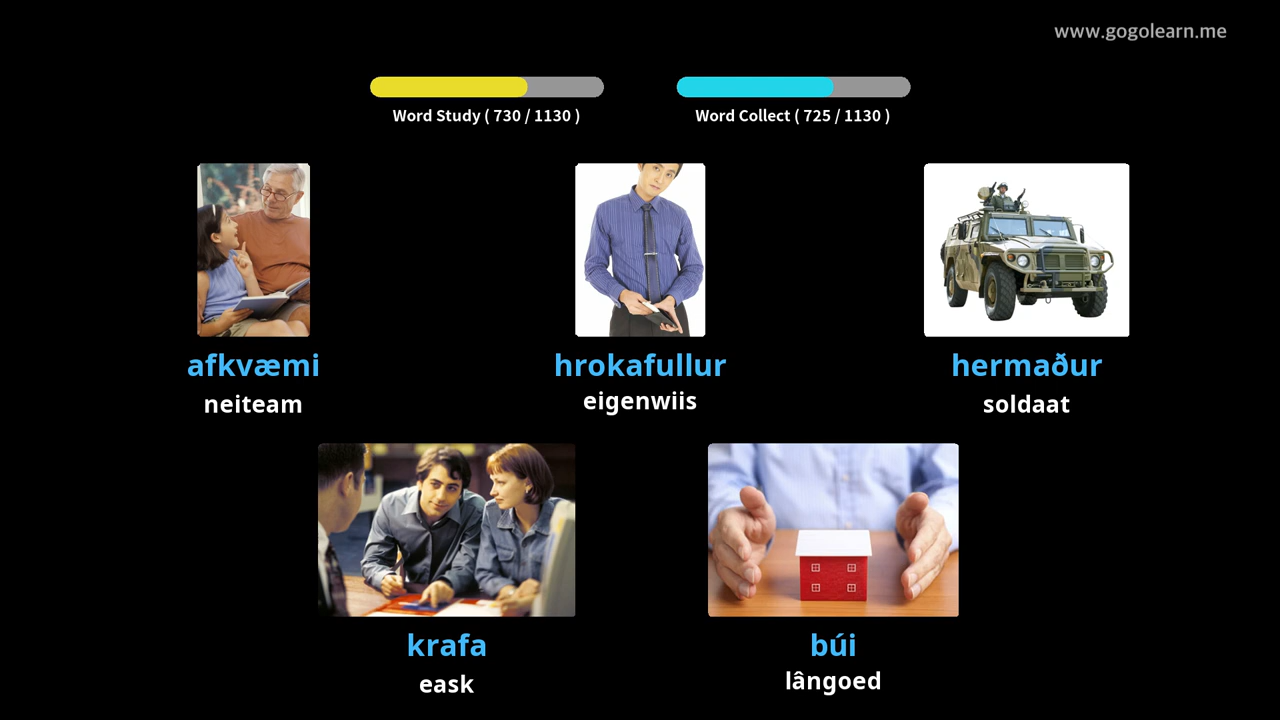 www.gogolearn.me
Word Study ( 730 / 1130 )
Word Collect ( 725 / 1130 )
afkvæmi
neiteam
hrokafullur
eigenwiis
hermaður
soldaat
krafa
eask
búi
lângoed